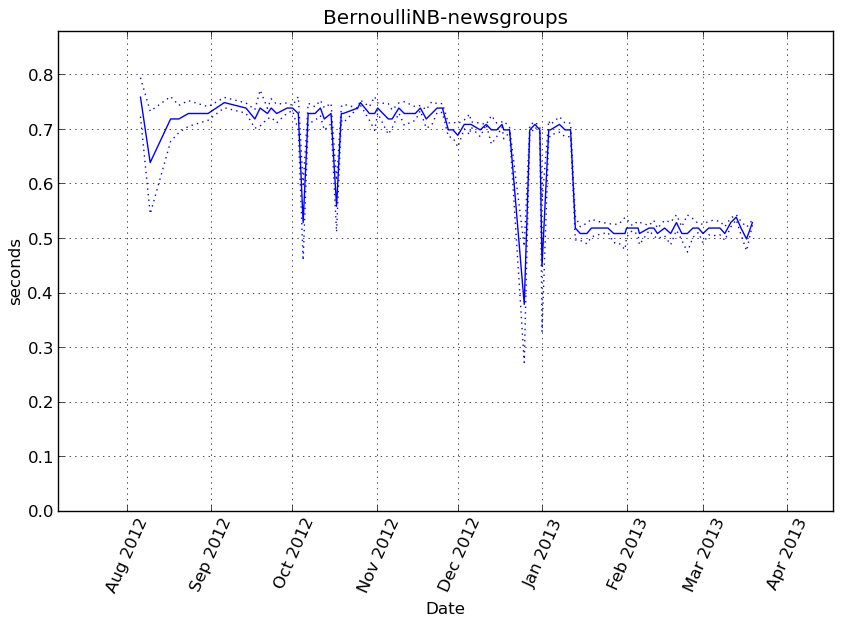 BernoulliNB-newsgroups
0.8
0.7
0.6
0.5
0.4
0.3
0.2
0.1
0.0
seconds
Aug 2012
Sep 2012
Oct 2012
Nov 2012
Dec 2012
Jan 2013
Feb 2013
Mar 2013
Apr 2013
Date